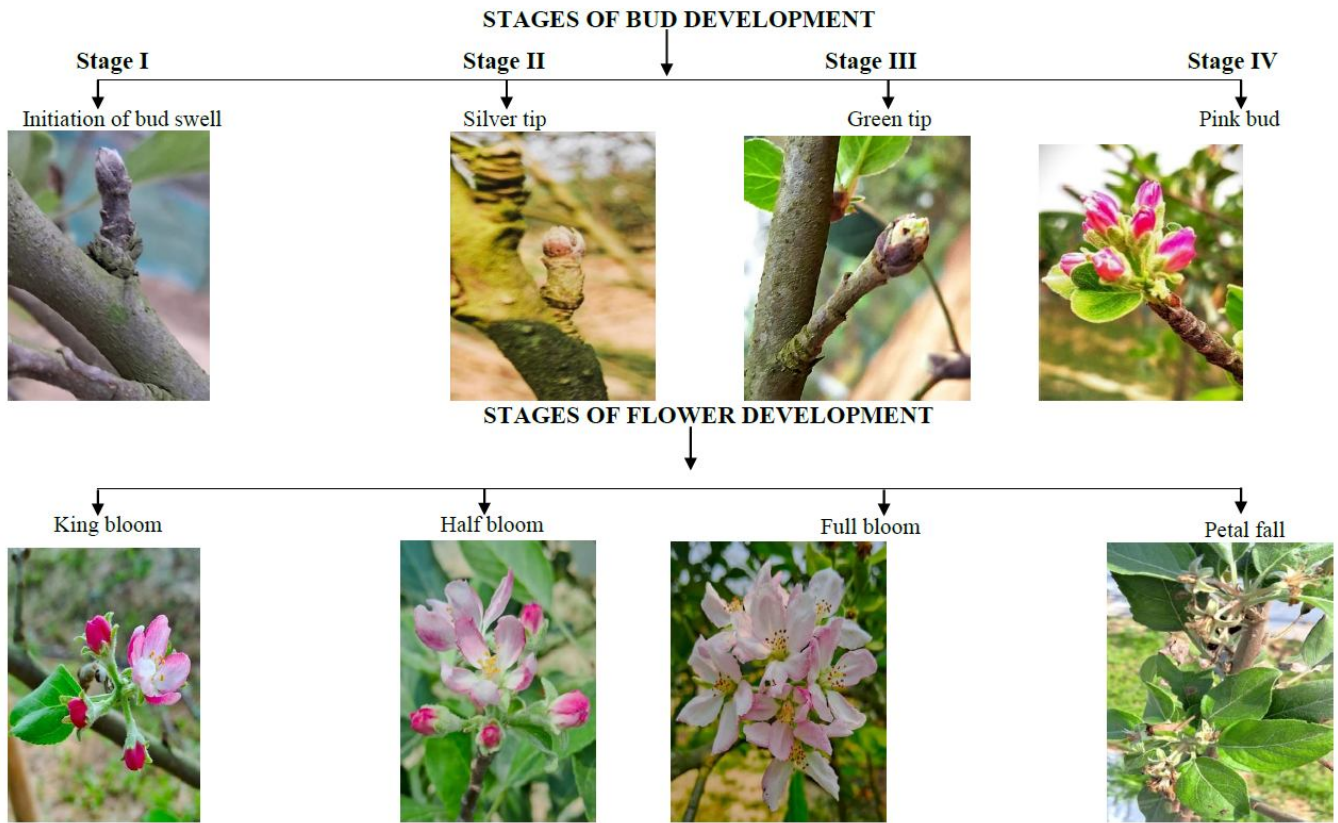 STAGES OF BUD DEVELOPMENT
Stage I
Stage II
Stage III
Stage IV
Initiation of bud swell
Silver tip
Green tip
Pink bud
STAGES OF FLOWER DEVELOPMENT
King bloom
Half bloom
Full bloom
Petal fall